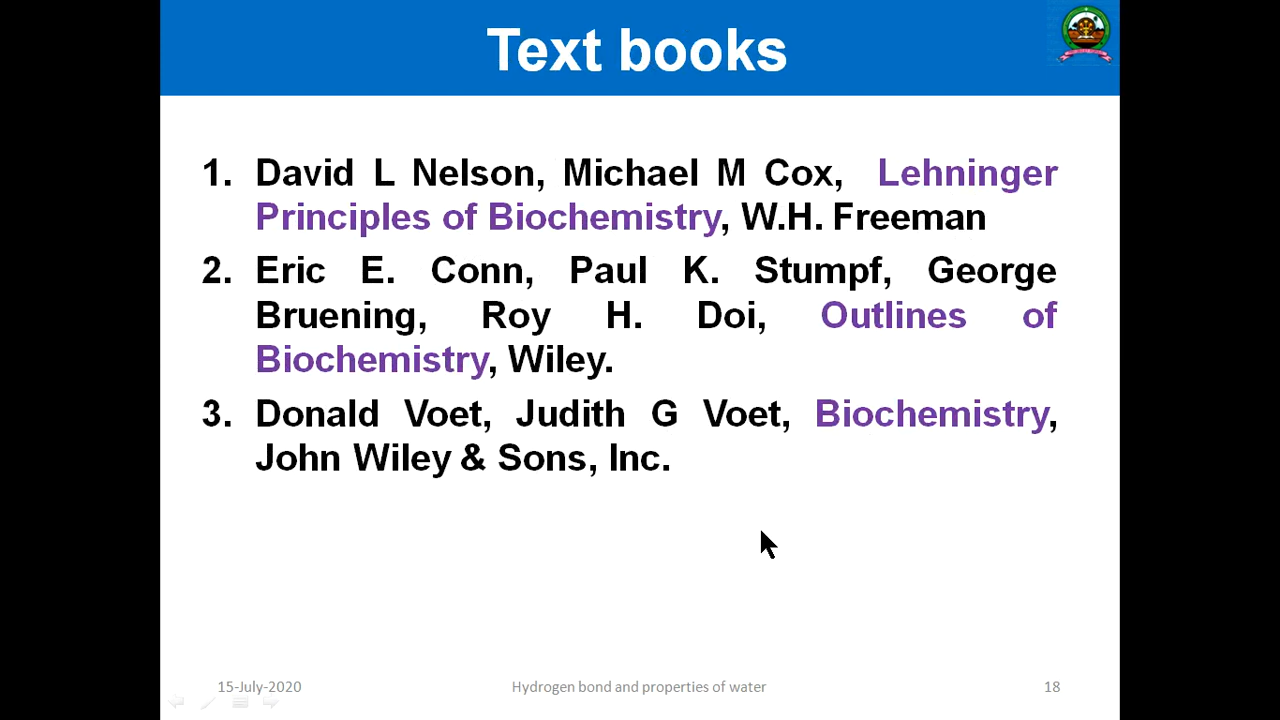 Text books
1. David L Nelson, Michael M Cox, Lehninger
Principles of Biochemistry, W.H. Freeman
2. Eric E. Conn, Paul K. Stumpf, George
Bruening, Roy H. Doi, Outlines of
Biochemistry, Wiley.
3. Donald Voet, Judith G Voet, Biochemistry,
John Wiley & Sons, Inc.
15-July-2020 Hydrogen bond and properties of water 18